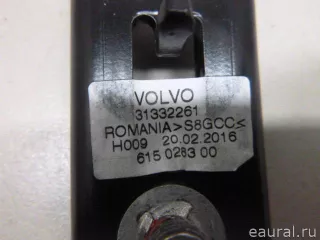 VOLVO
31332261
ROMANIA>S8GCC<
H009 20.02.2016
615 0283 00
eaural.ru